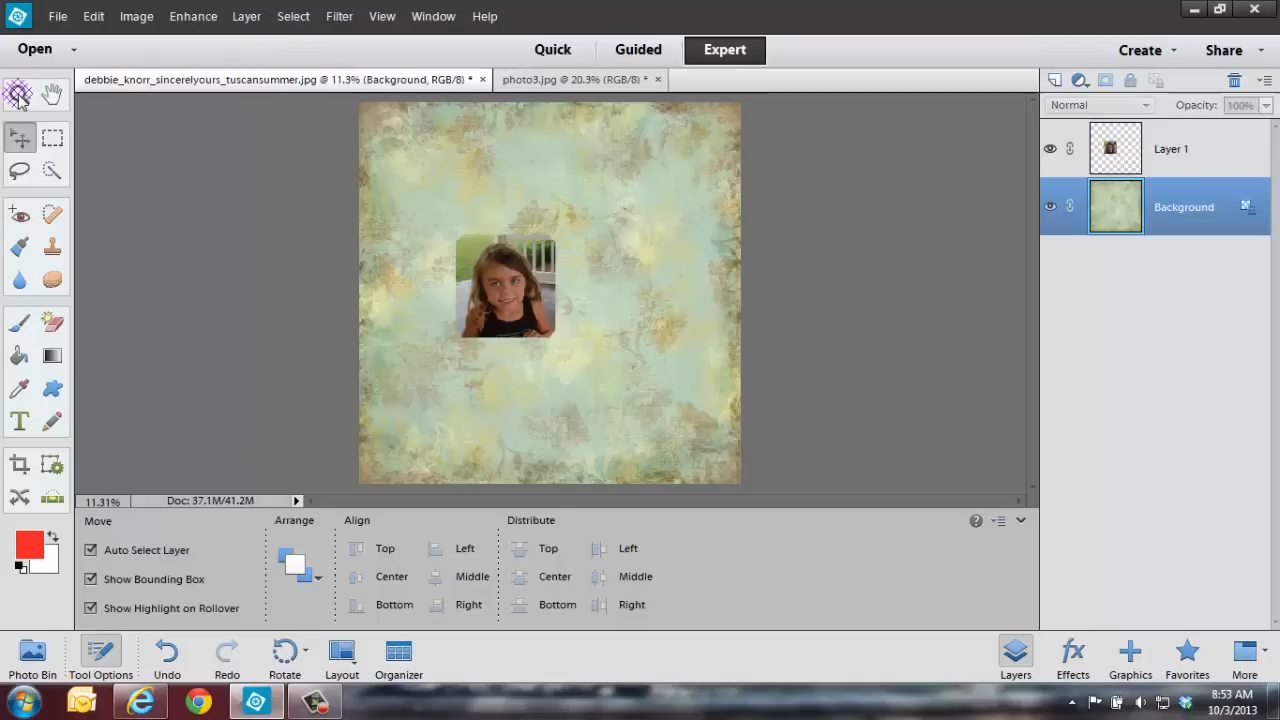 File Edit Image Enhance Layer Select Filter View Window Help
Open Quick Guided Expert Create Share
debbie_knorr_sincerelyours_tuscansummer.jpg @ 11.3% (Background, RGB/8) * photo3.jpg @ 20.3% (RGB/8) *
Normal Opacity: 100%
Layer 1
Background
11.31% Doc: 37.1M/41.2M
Move Arrange Align Distribute
Auto Select Layer Top Left Top Left
Show Bounding Box Center Middle Center Middle
Show Highlight on Rollover Bottom Right Bottom Right
Photo Bin Tool Options Undo Redo Rotate Layout Organizer Layers Effects Graphics Favorites More
8:53 AM
10/3/2013